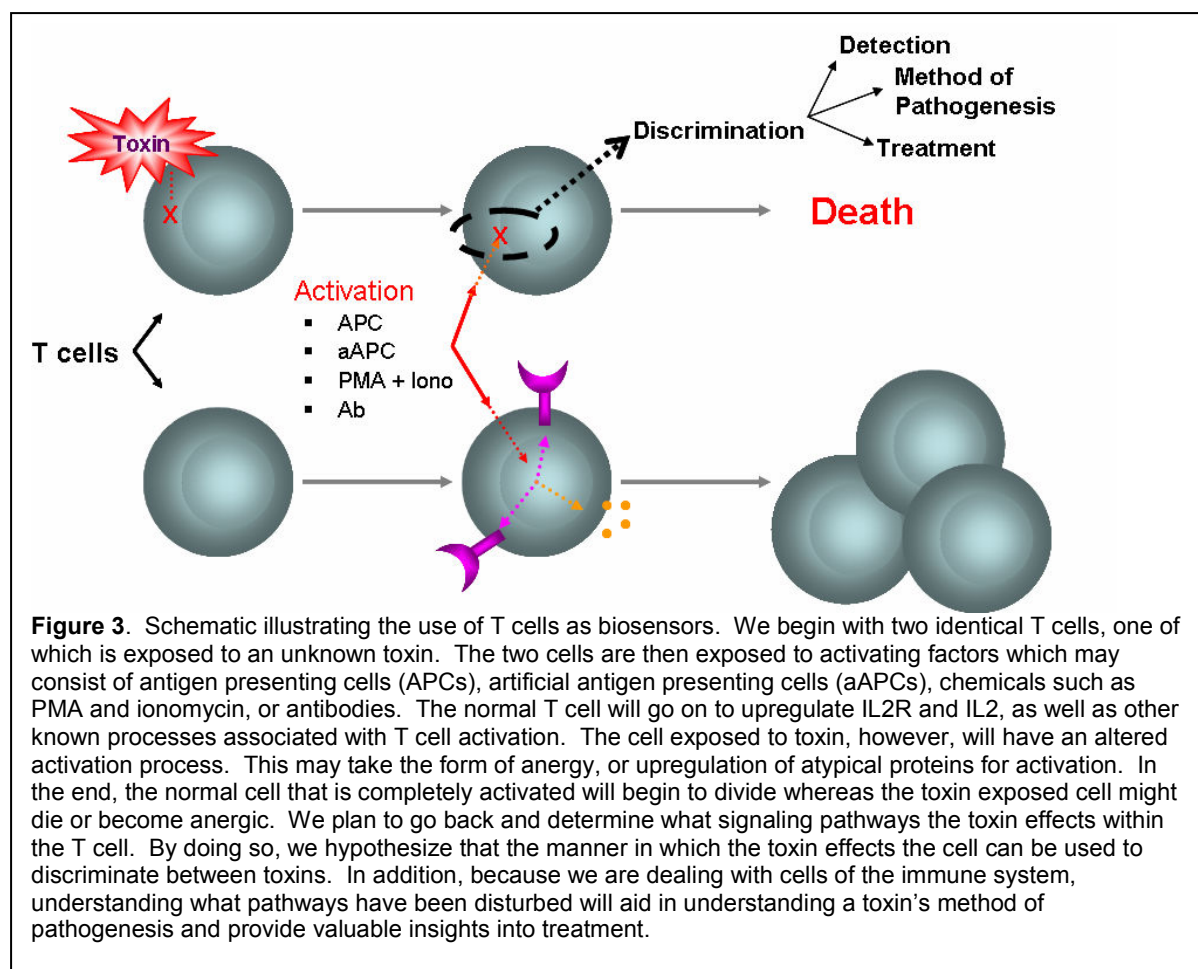 Detection
Method of
Pathogenesis
Treatment
Discrimination
Toxin
X
X
Death
Activation
▪ APC
▪ aAPC
▪ PMA + Iono
▪ Ab
T cells
Figure 3. Schematic illustrating the use of T cells as biosensors. We begin with two identical T cells, one of
which is exposed to an unknown toxin. The two cells are then exposed to activating factors which may
consist of antigen presenting cells (APCs), artificial antigen presenting cells (aAPCs), chemicals such as
PMA and ionomycin, or antibodies. The normal T cell will go on to upregulate IL2R and IL2, as well as other
known processes associated with T cell activation. The cell exposed to toxin, however, will have an altered
activation process. This may take the form of anergy, or upregulation of atypical proteins for activation. In
the end, the normal cell that is completely activated will begin to divide whereas the toxin exposed cell might
die or become anergic. We plan to go back and determine what signaling pathways the toxin effects within
the T cell. By doing so, we hypothesize that the manner in which the toxin effects the cell can be used to
discriminate between toxins. In addition, because we are dealing with cells of the immune system,
understanding what pathways have been disturbed will aid in understanding a toxin's method of
pathogenesis and provide valuable insights into treatment.